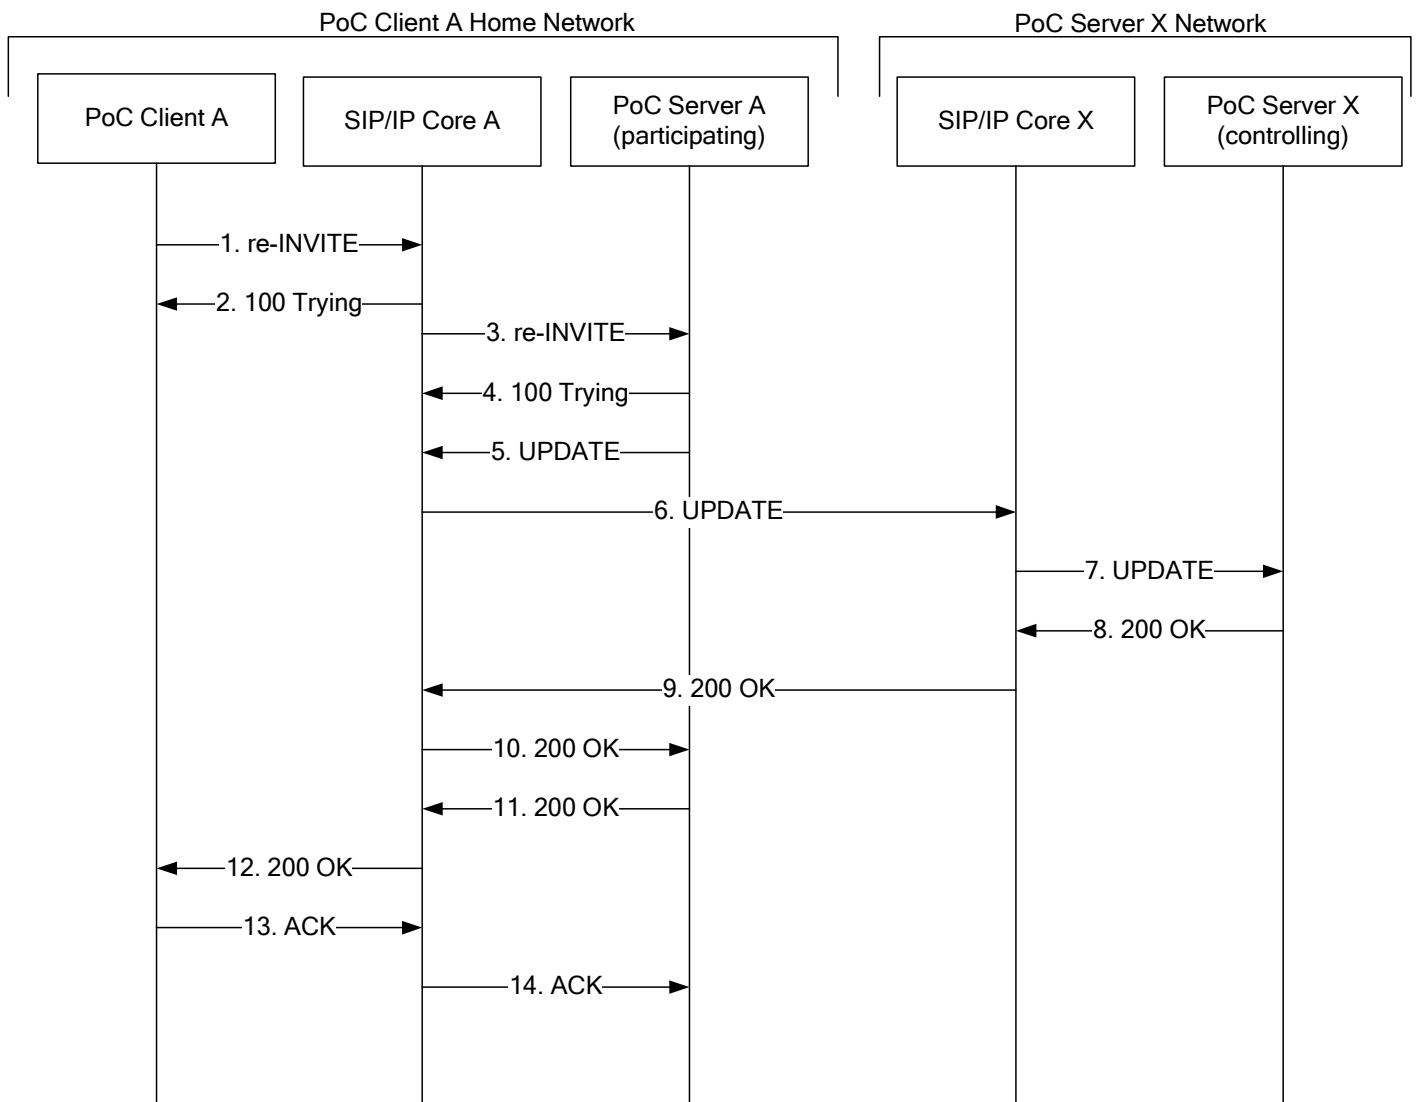 PoC Client A Home Network
PoC Server X Network
PoC Client A
SIP/IP Core A
PoC Server A
(participating)
SIP/IP Core X
PoC Server X
(controlling)
1. re-INVITE
2. 100 Trying
3. re-INVITE
4. 100 Trying
5. UPDATE
6. UPDATE
7. UPDATE
8. 200 OK
9. 200 OK
10. 200 OK
11. 200 OK
12. 200 OK
13. ACK
14. ACK